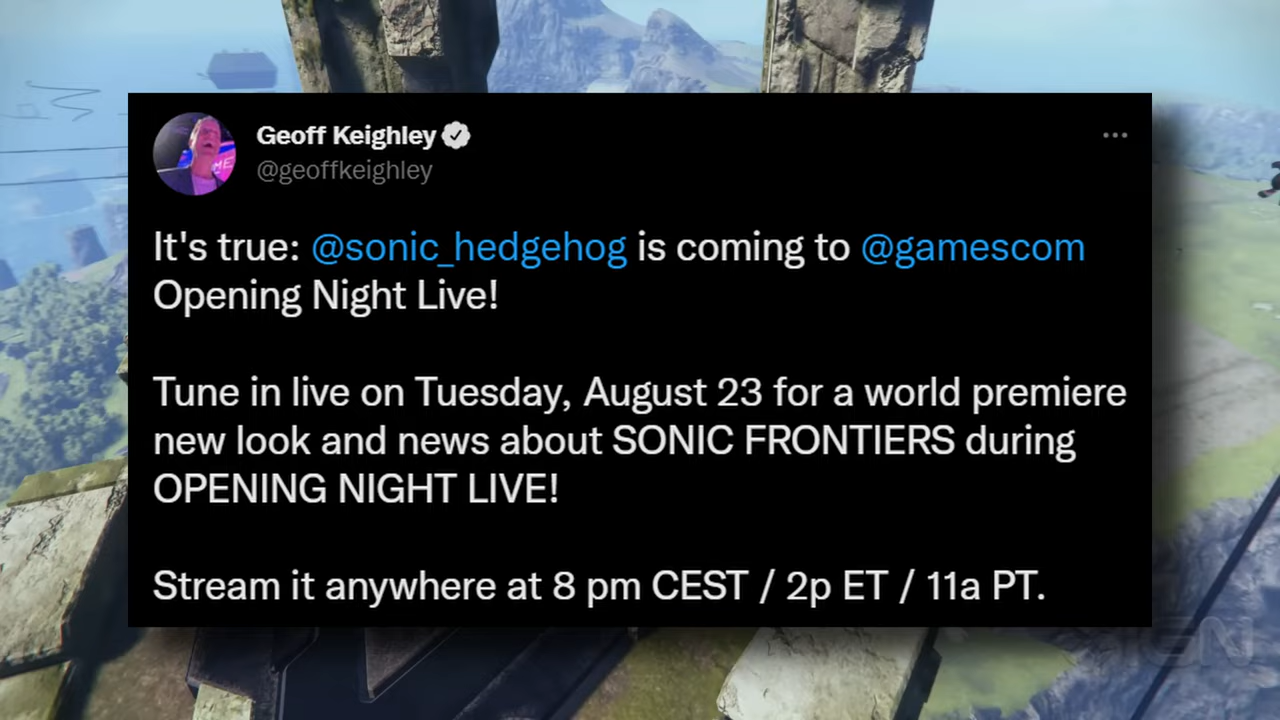 Geoff Keighley
@geoffkeighley
It's true: @sonic_hedgehog is coming to @gamescom
Opening Night Live!
Tune in live on Tuesday, August 23 for a world premiere
new look and news about SONIC FRONTIERS during
OPENING NIGHT LIVE!
Stream it anywhere at 8 pm CEST / 2p ET / 11a PT.
IGN